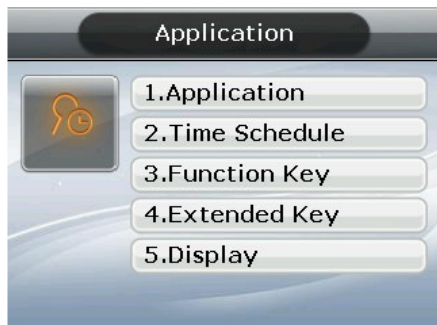 Application
1.Application
2.Time Schedule
3.Function Key
4.Extended Key
5.Display